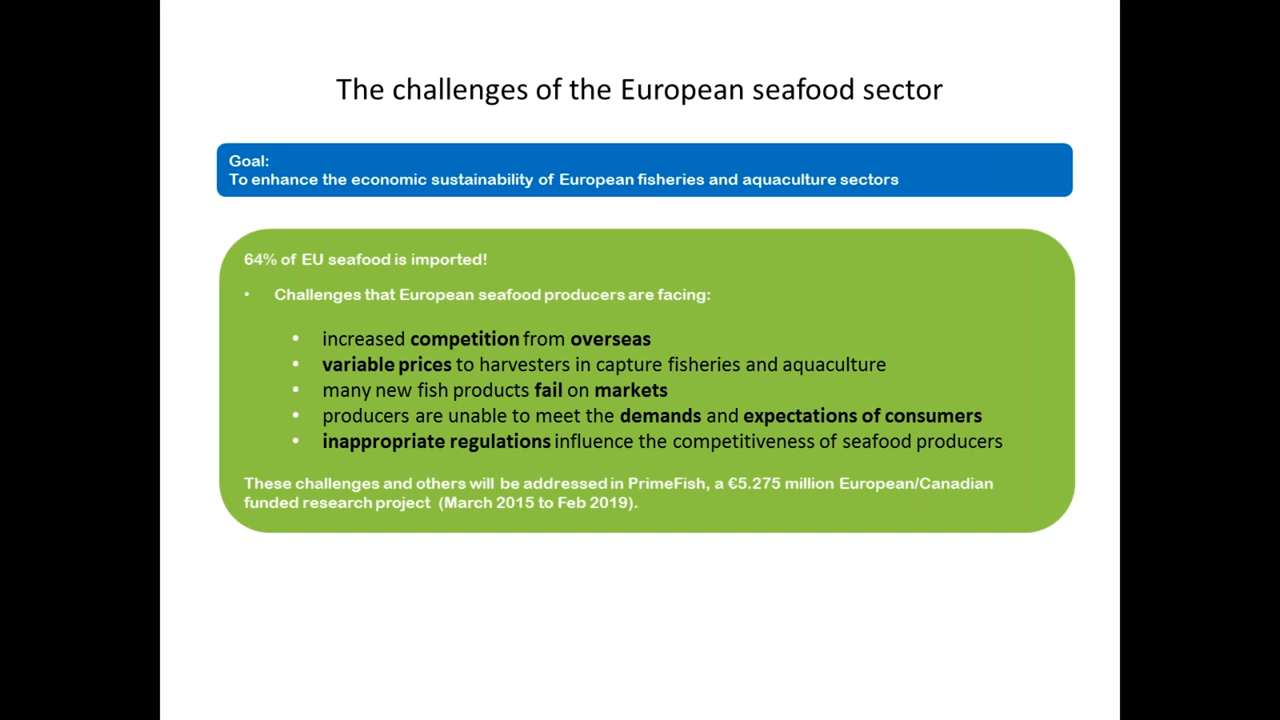 The challenges of the European seafood sector
Goal:
To enhance the economic sustainability of European fisheries and aquaculture sectors
64% of EU seafood is imported!
• Challenges that European seafood producers are facing:
• increased competition from overseas
• variable prices to harvesters in capture fisheries and aquaculture
• many new fish products fail on markets
• producers are unable to meet the demands and expectations of consumers
• inappropriate regulations influence the competitiveness of seafood producers
These challenges and others will be addressed in PrimeFish, a €5.275 million European/Canadian
funded research project (March 2015 to Feb 2019).